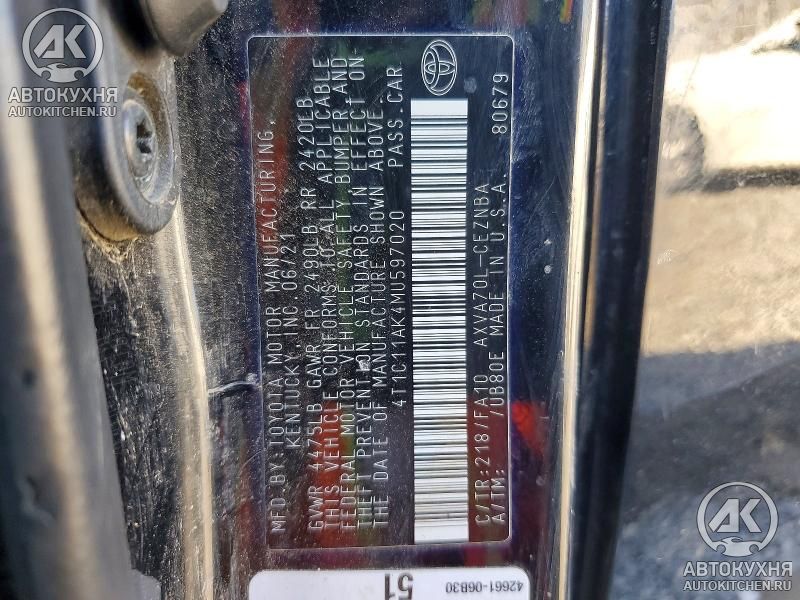 AK
АВТОКУХНЯ
AUTOKITCHEN.RU
MFD BY:TOYOTA MOTOR MANUFACTURING,
KENTUCKY, INC. 06/21
GVWR 4475LB GAWR FR 2490LB RR 2420LB
THIS VEHICLE CONFORMS TO ALL APPLICABLE
FEDERAL MOTOR VEHICLE SAFETY, BUMPER AND
THEFT PREVENTION STANDARDS IN EFFECT ON
THE DATE OF MANUFACTURE SHOWN ABOVE.
4T1C11AK4MU597020 PASS.CAR
C/TR:218/FA10 AXVA70L-CEZNBA
A/TM: /UB80E MADE IN U.S.A. 80679
51
42661-06B30
AK
АВТОКУХНЯ
AUTOKITCHEN.RU